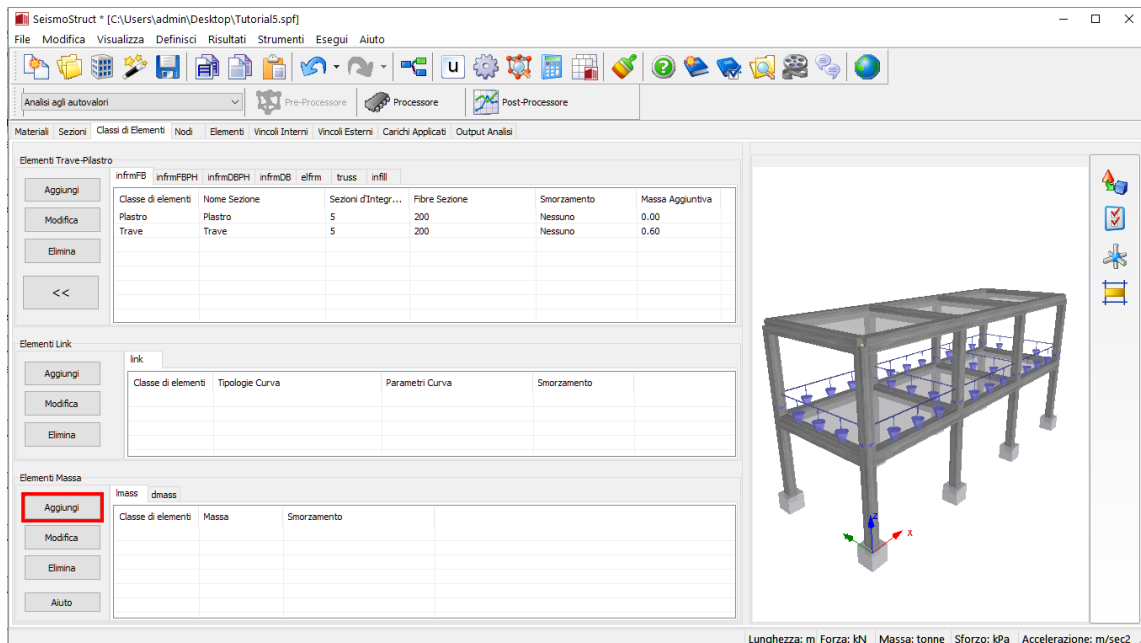 SeismoStruct * [C:\Users\admin\Desktop\Tutorial5.spf]
File Modifica Visualizza Definisci Risultati Strumenti Esegui Aiuto
u
Analisi agli autovalori Pre-Processore Processore Post-Processore
Materiali Sezioni Classi di Elementi Nodi Elementi Vincoli Interni Vincoli Esterni Carichi Applicati Output Analisi
Elementi Trave-Pilastro
infrmFB infrmFBPH infrmDBPH infrmDB elfrm truss infill
Aggiungi
Classe di elementi Nome Sezione Sezioni d'Integr... Fibre Sezione Smorzamento Massa Aggiuntiva
Modifica
Plastro Plastro 5 200 Nessuno 0.00
Trave Trave 5 200 Nessuno 0.60
Elimina
<<
Elementi Link
link
Aggiungi
Classe di elementi Tipologie Curva Parametri Curva Smorzamento
Modifica
Elimina
Elementi Massa
lmass dmass
Aggiungi
Classe di elementi Massa Smorzamento
Modifica
Elimina
Aiuto
z
x
Lunghezza: m Forza: kN Massa: tonne Sforzo: kPa Accelerazione: m/sec2